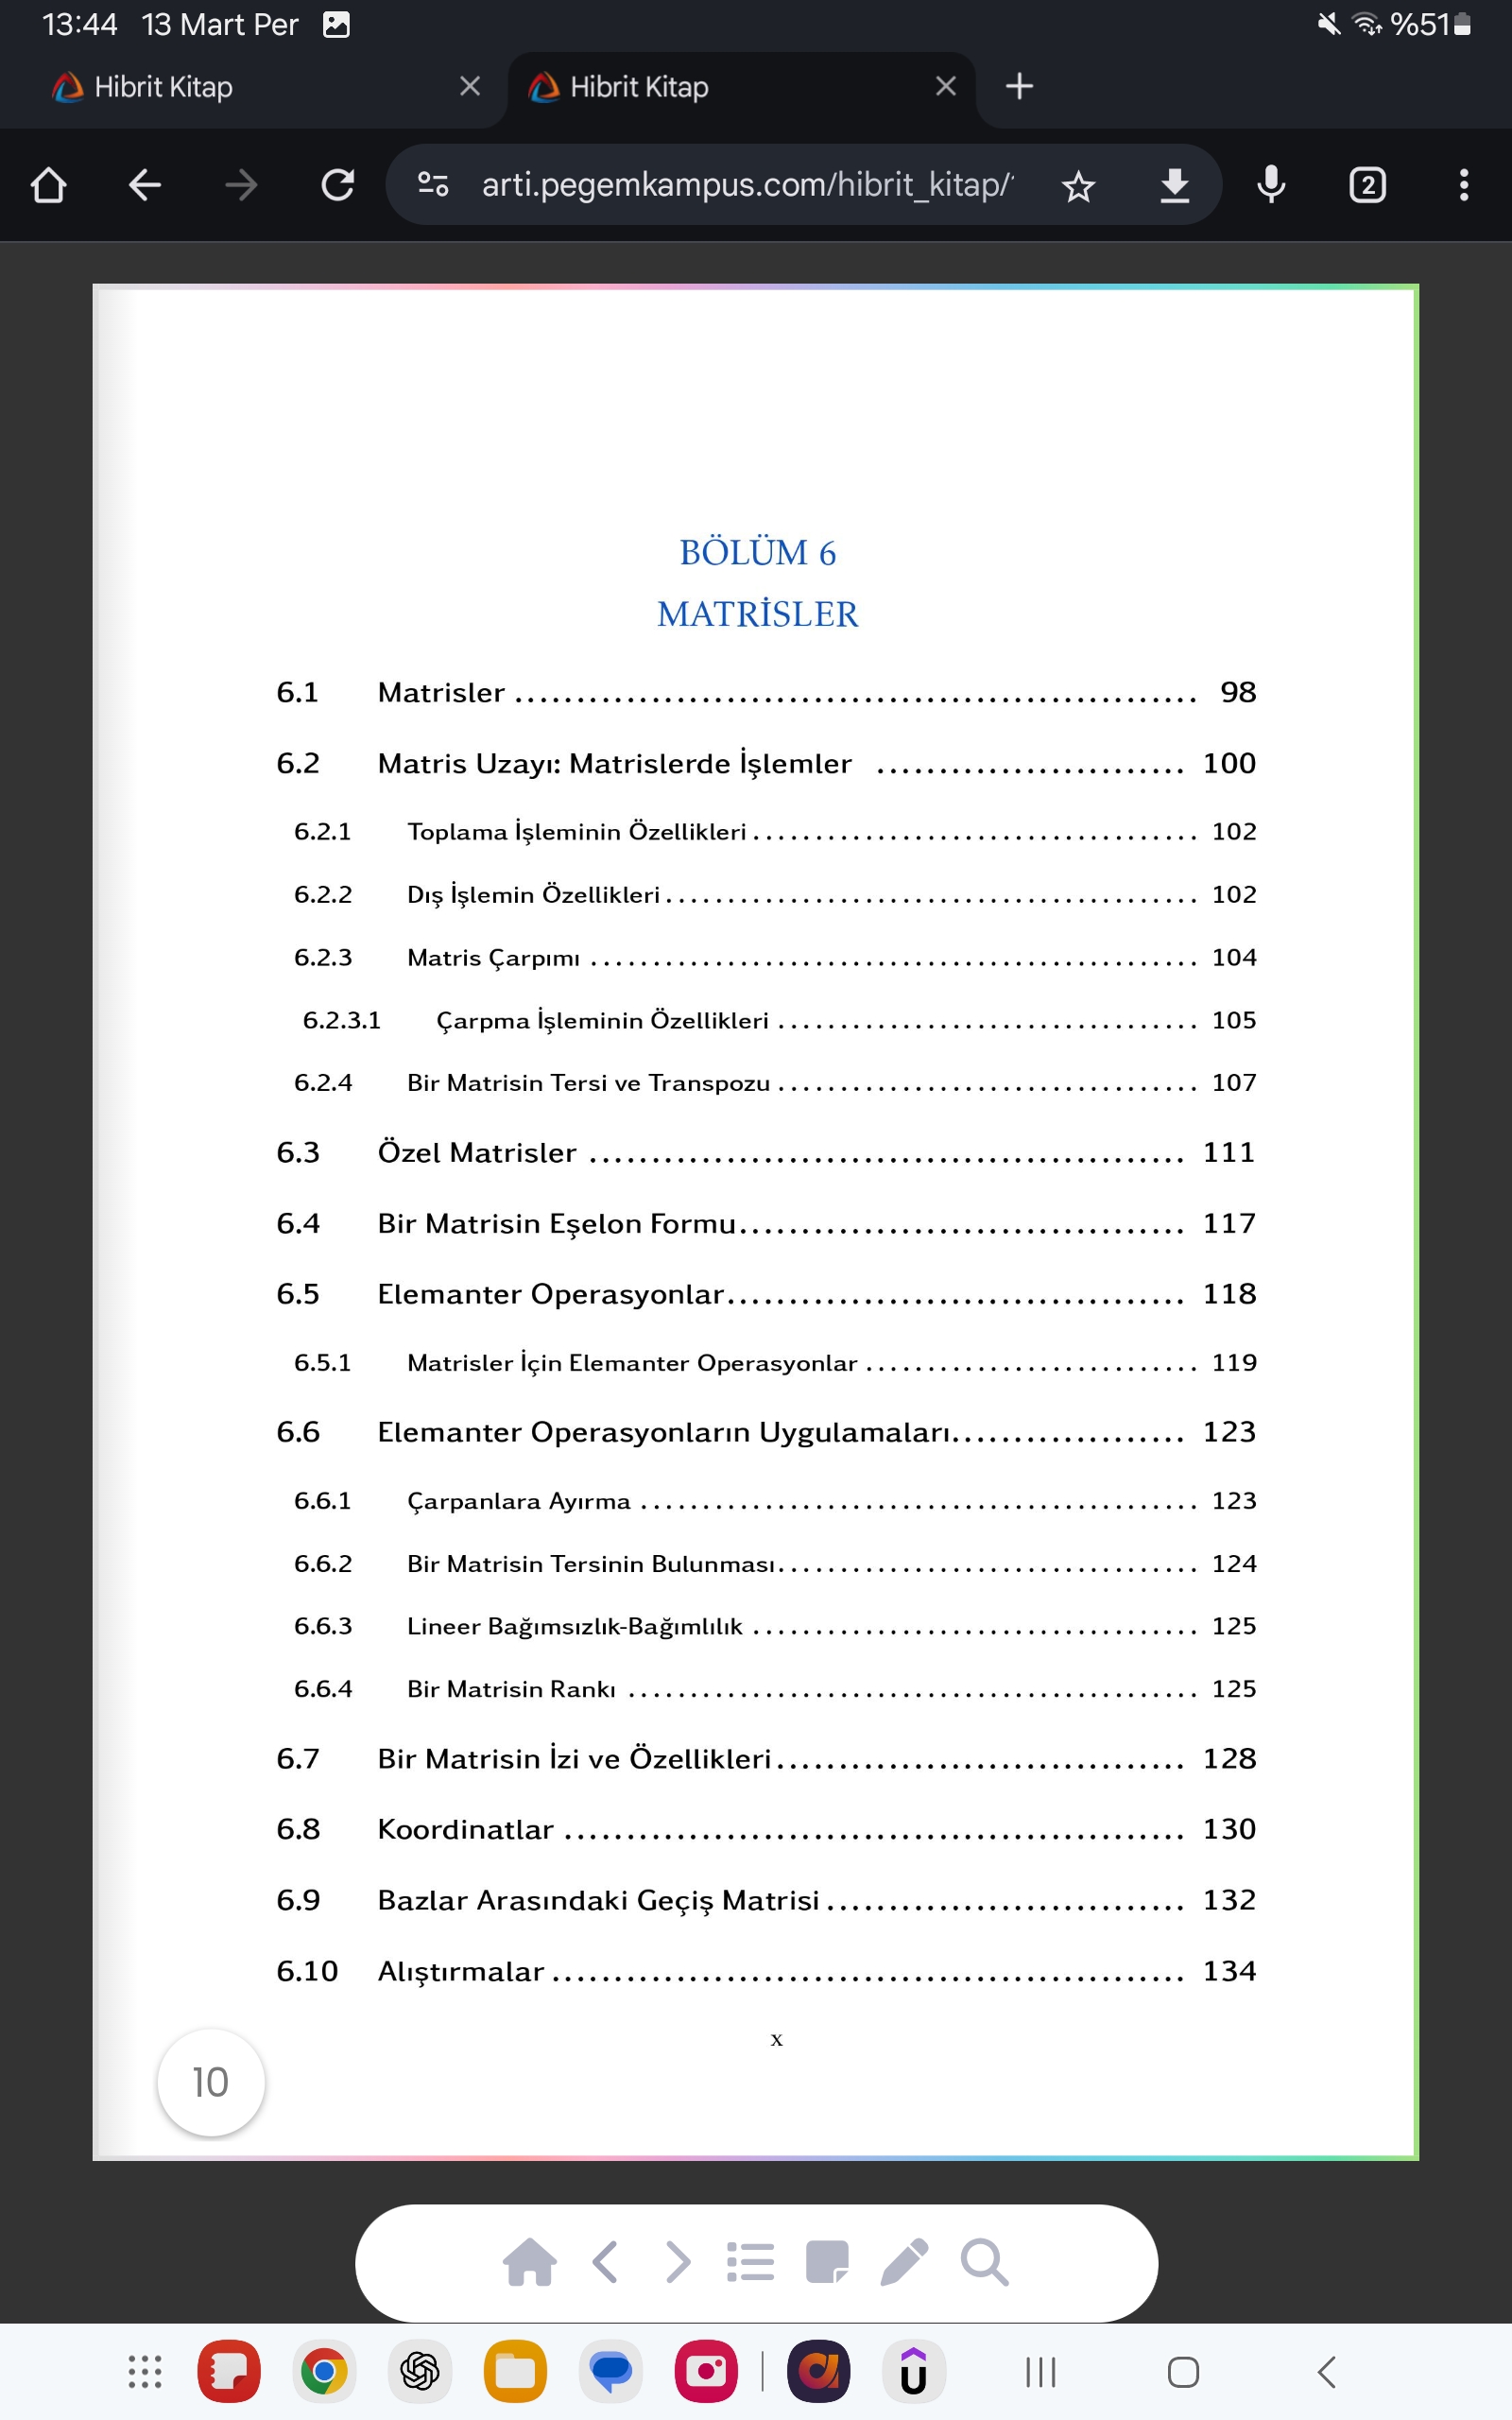 13:44 13 Mart Per %51
Hibrit Kitap Hibrit Kitap
arti.pegemkampus.com/hibrit_kitap/ 2
BÖLÜM 6
MATRİSLER
6.1 Matrisler ........................................................ 98
6.2 Matris Uzayı: Matrislerde İşlemler ......................... 100
6.2.1 Toplama İşleminin Özellikleri .................................... 102
6.2.2 Dış İşlemin Özellikleri ........................................... 102
6.2.3 Matris Çarpımı ................................................. 104
6.2.3.1 Çarpma İşleminin Özellikleri .................................. 105
6.2.4 Bir Matrisin Tersi ve Transpozu .................................. 107
6.3 Özel Matrisler ................................................ 111
6.4 Bir Matrisin Eşelon Formu .................................... 117
6.5 Elemanter Operasyonlar ..................................... 118
6.5.1 Matrisler İçin Elemanter Operasyonlar ........................... 119
6.6 Elemanter Operasyonların Uygulamaları ................... 123
6.6.1 Çarpanlara Ayırma ............................................. 123
6.6.2 Bir Matrisin Tersinin Bulunması .................................. 124
6.6.3 Lineer Bağımsızlık-Bağımlılık .................................... 125
6.6.4 Bir Matrisin Rankı .............................................. 125
6.7 Bir Matrisin İzi ve Özellikleri ................................. 128
6.8 Koordinatlar .................................................. 130
6.9 Bazlar Arasındaki Geçiş Matrisi ............................. 132
6.10 Alıştırmalar ................................................... 134
x
10